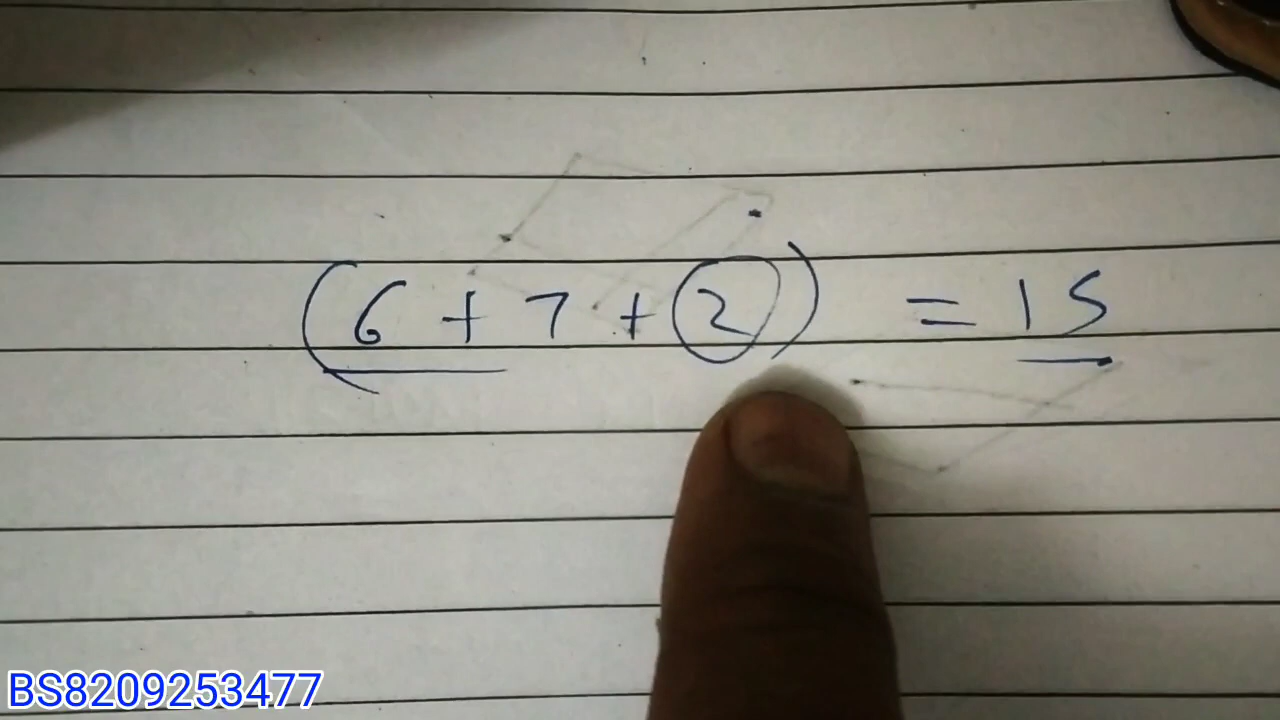 (6 + 7 + 2) = 15
BS8209253477